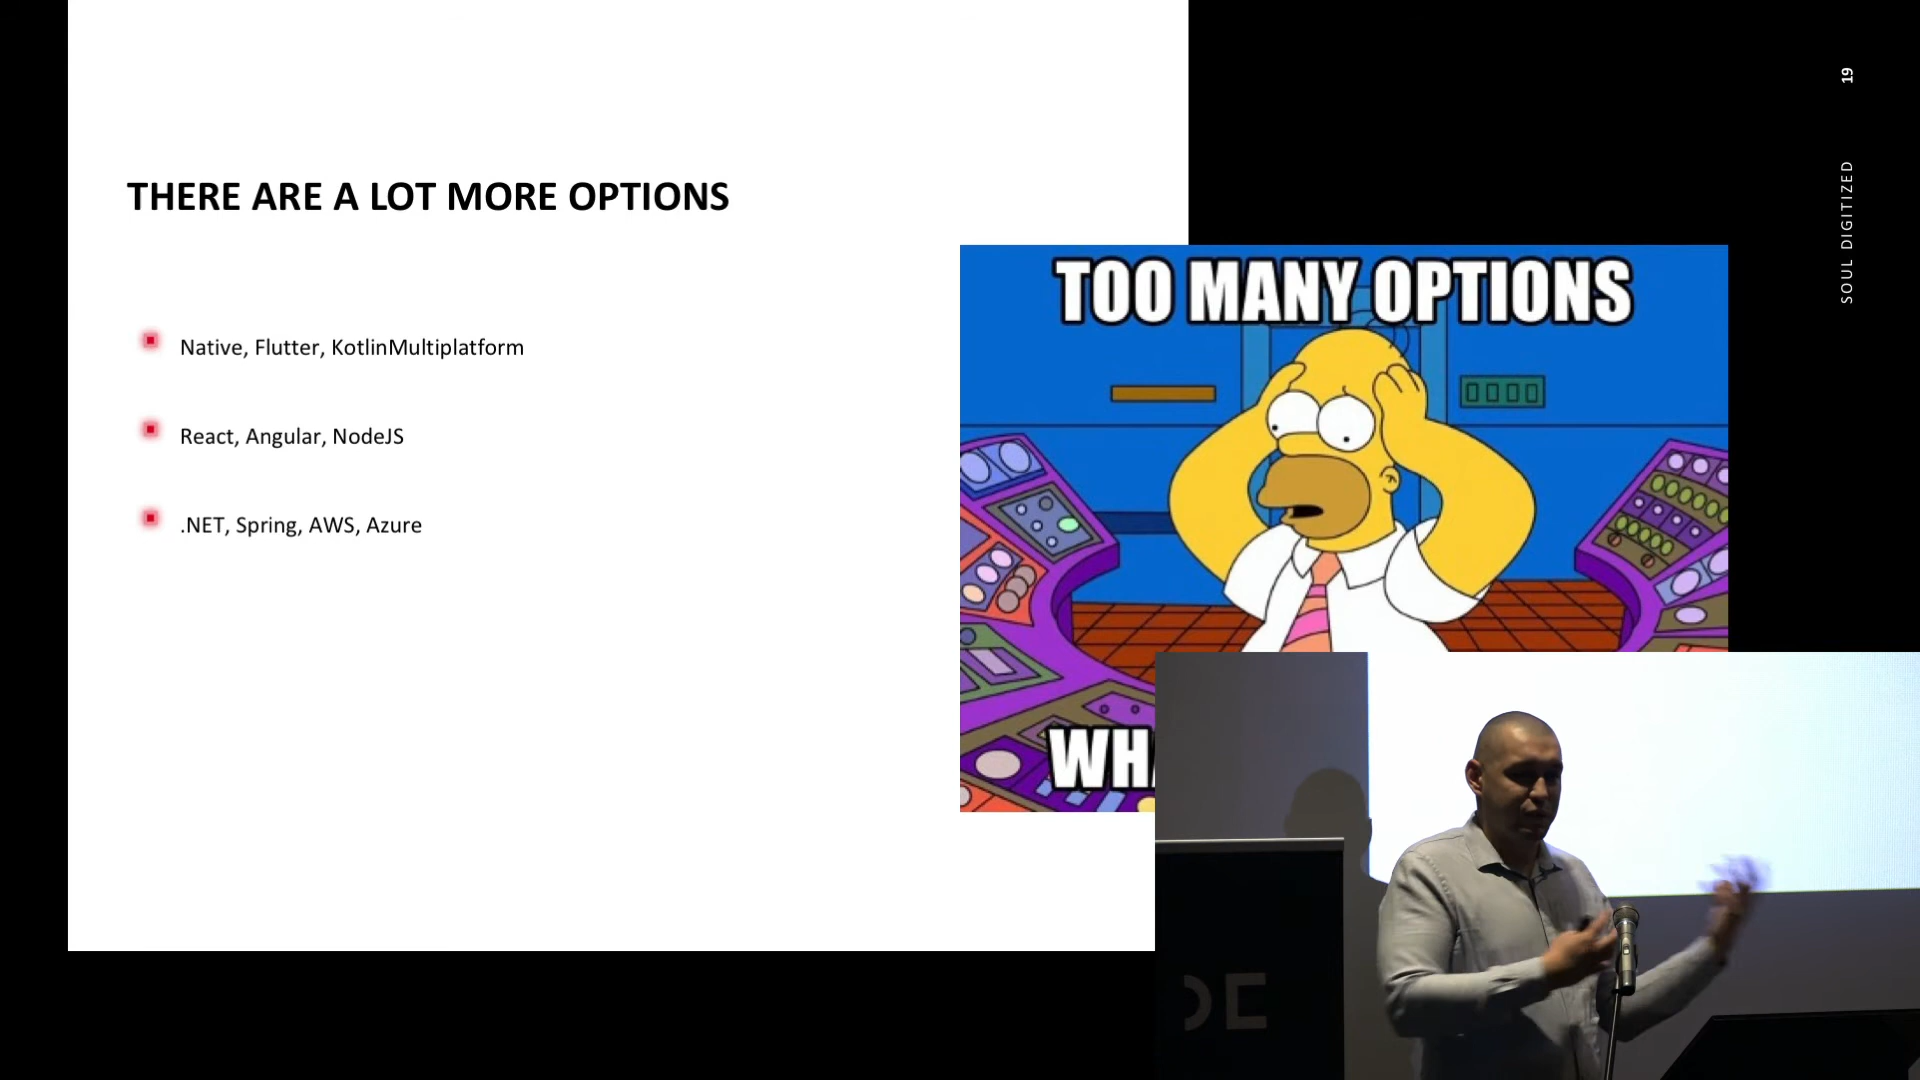 THERE ARE A LOT MORE OPTIONS
Native, Flutter, KotlinMultiplatform
React, Angular, NodeJS
.NET, Spring, AWS, Azure
TOO MANY OPTIONS
19
SOUL DIGITIZED